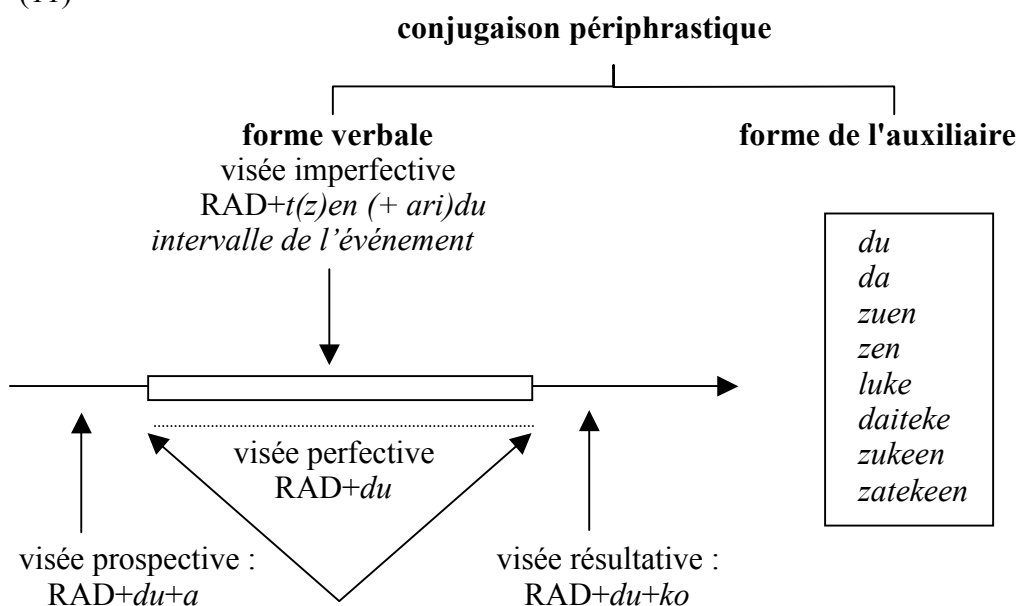 conjugaison périphrastique
forme verbale
visée imperfective
RAD+t(z)en (+ ari)du
intervalle de l’événement
forme de l'auxiliaire
du
da
zuen
zen
luke
daiteke
zukeen
zatekeen
visée perfective
RAD+du
visée prospective :
RAD+du+a
visée résultative :
RAD+du+ko